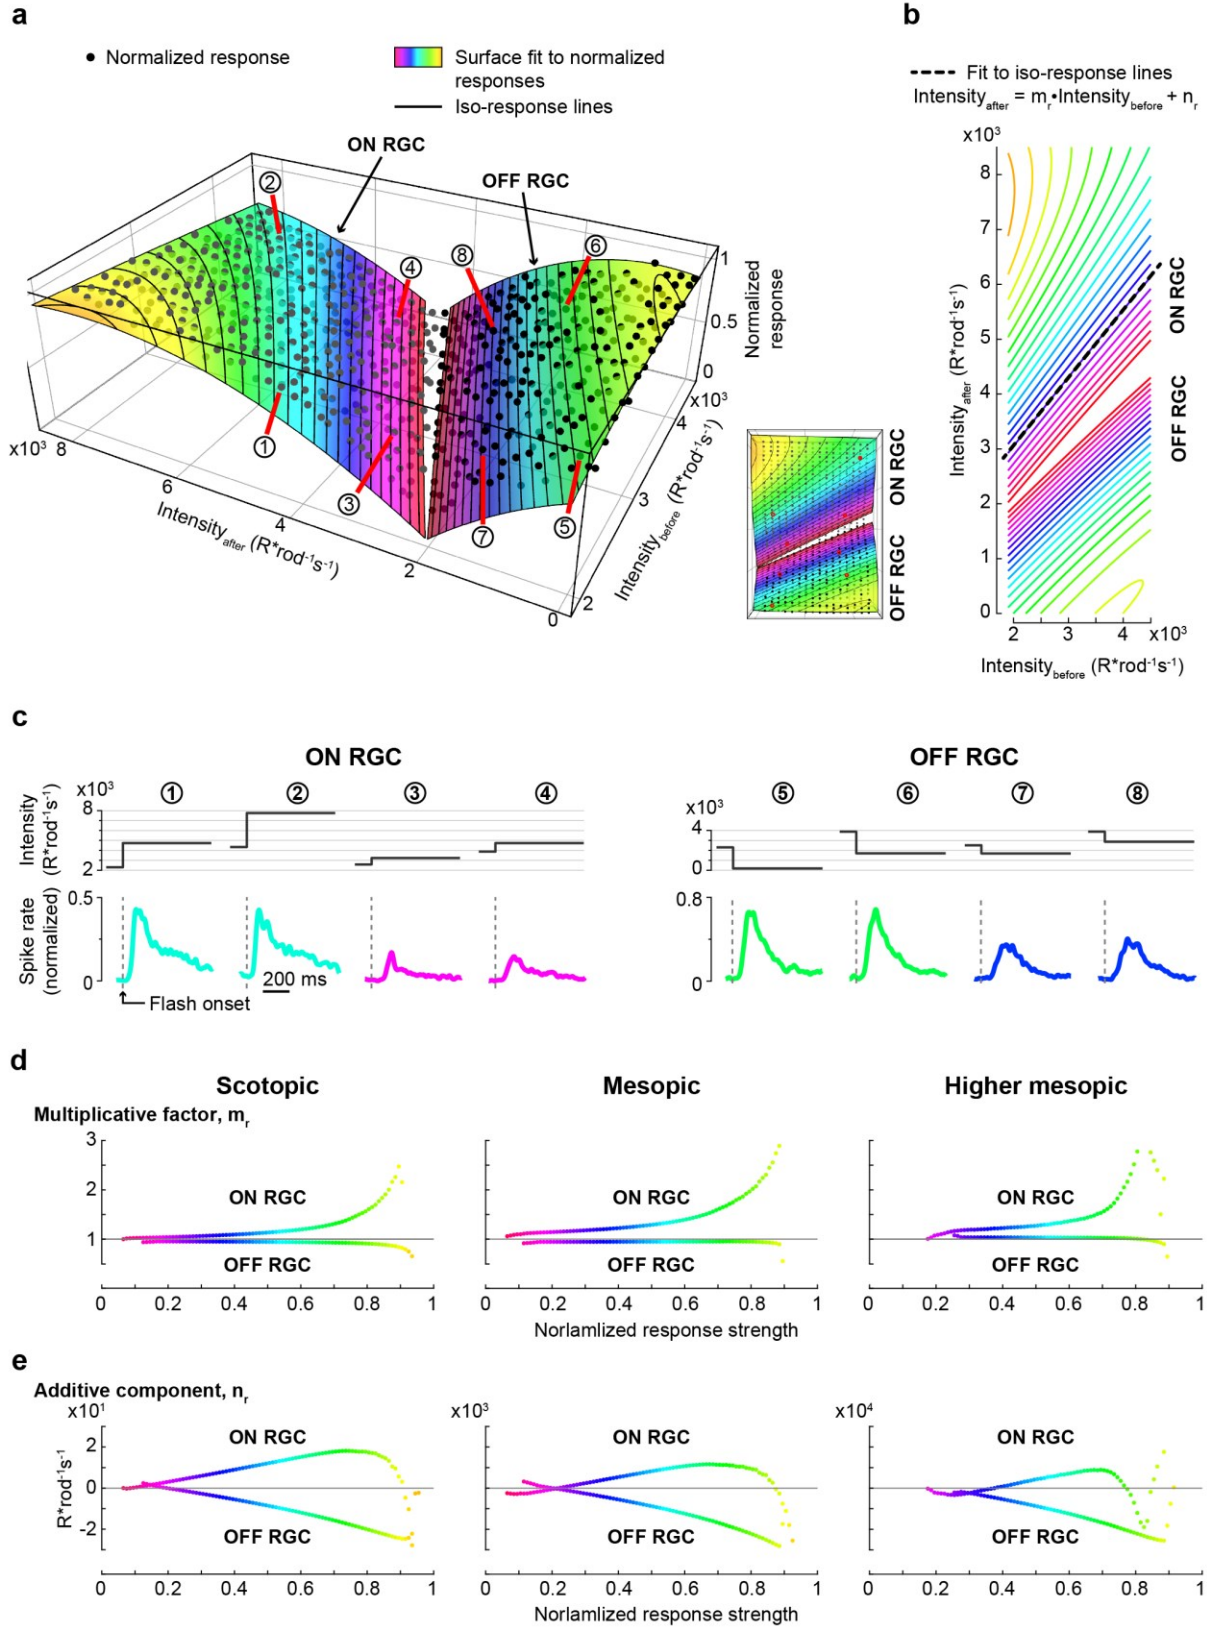 a
Normalized response
Surface fit to normalized
responses
Iso-response lines
ON RGC
OFF RGC
② ④ ⑧ ⑥
① ③ ⑦ ⑤
1
0.5
0
Normalized
response
x10³ 8
6
4
2
0
Intensity after (R*rod⁻¹s⁻¹)
x10³
4
3
2
Intensity before (R*rod⁻¹s⁻¹)
ON RGC
OFF RGC
b
Fit to iso-response lines
Intensity after = m r•Intensity before + n r
x10³
8
7
6
5
4
3
2
1
0
Intensity after (R*rod⁻¹s⁻¹)
ON RGC
OFF RGC
2 3 4 x10³
Intensity before (R*rod⁻¹s⁻¹)
c
ON RGC
OFF RGC
① ② ③ ④
⑤ ⑥ ⑦ ⑧
Intensity
(R*rod⁻¹s⁻¹)
x10³
8
2
x10³
4
0
Spike rate
(normalized)
0.5
0
0.8
0
200 ms
Flash onset
d
Scotopic
Mesopic
Higher mesopic
Multiplicative factor, m r
3
2
1
ON RGC
OFF RGC
ON RGC
OFF RGC
ON RGC
OFF RGC
0 0.2 0.4 0.6 0.8 1
0 0.2 0.4 0.6 0.8 1
0 0.2 0.4 0.6 0.8 1
Norlamlized response strength
e
Additive component, n r
x10¹
x10³
x10⁴
R*rod⁻¹s⁻¹
2
0
-2
ON RGC
OFF RGC
ON RGC
OFF RGC
ON RGC
OFF RGC
0 0.2 0.4 0.6 0.8 1
0 0.2 0.4 0.6 0.8 1
0 0.2 0.4 0.6 0.8 1
Norlamlized response strength